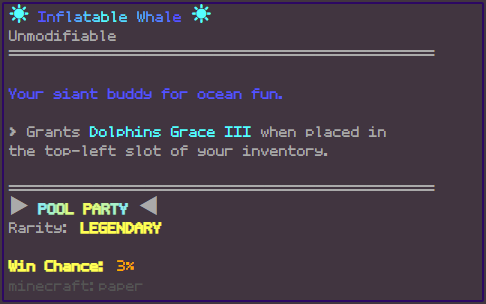 ☀ Inflatable Whale ☀
Unmodifiable
Your giant buddy for ocean fun.
> Grants Dolphins Grace III when placed in
the top-left slot of your inventory.
▶ POOL PARTY ◀
Rarity: LEGENDARY
Win Chance: 3%
minecraft:paper